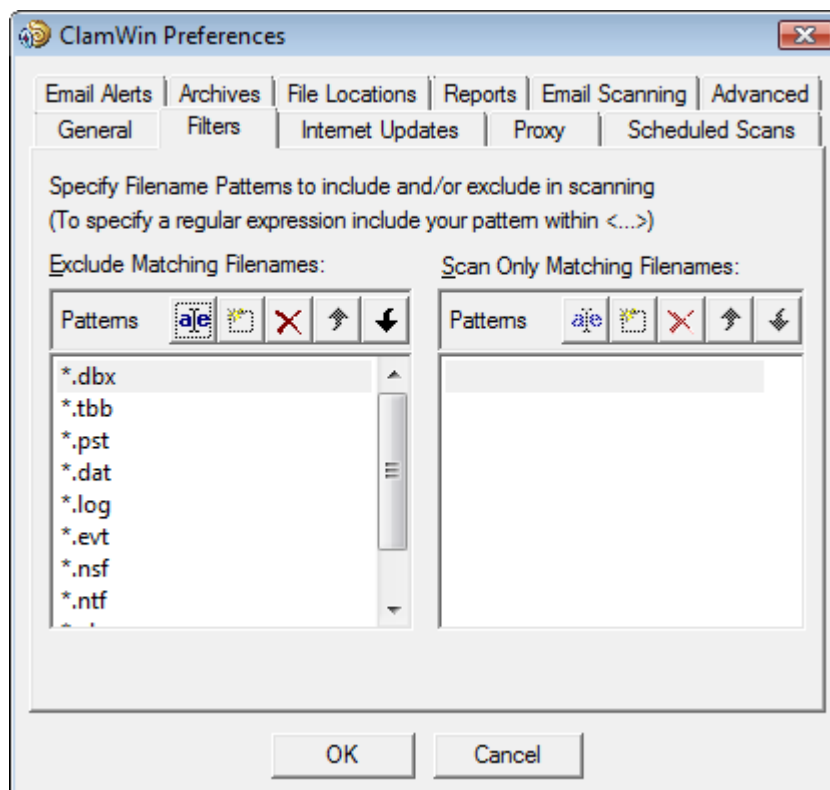 ClamWin Preferences
Email Alerts Archives File Locations Reports Email Scanning Advanced
General Filters Internet Updates Proxy Scheduled Scans
Specify Filename Patterns to include and/or exclude in scanning
(To specify a regular expression include your pattern within <...>)
Exclude Matching Filenames: Scan Only Matching Filenames:
Patterns Patterns
*.dbx
*.tbb
*.pst
*.dat
*.log
*.evt
*.nsf
*.ntf
OK Cancel